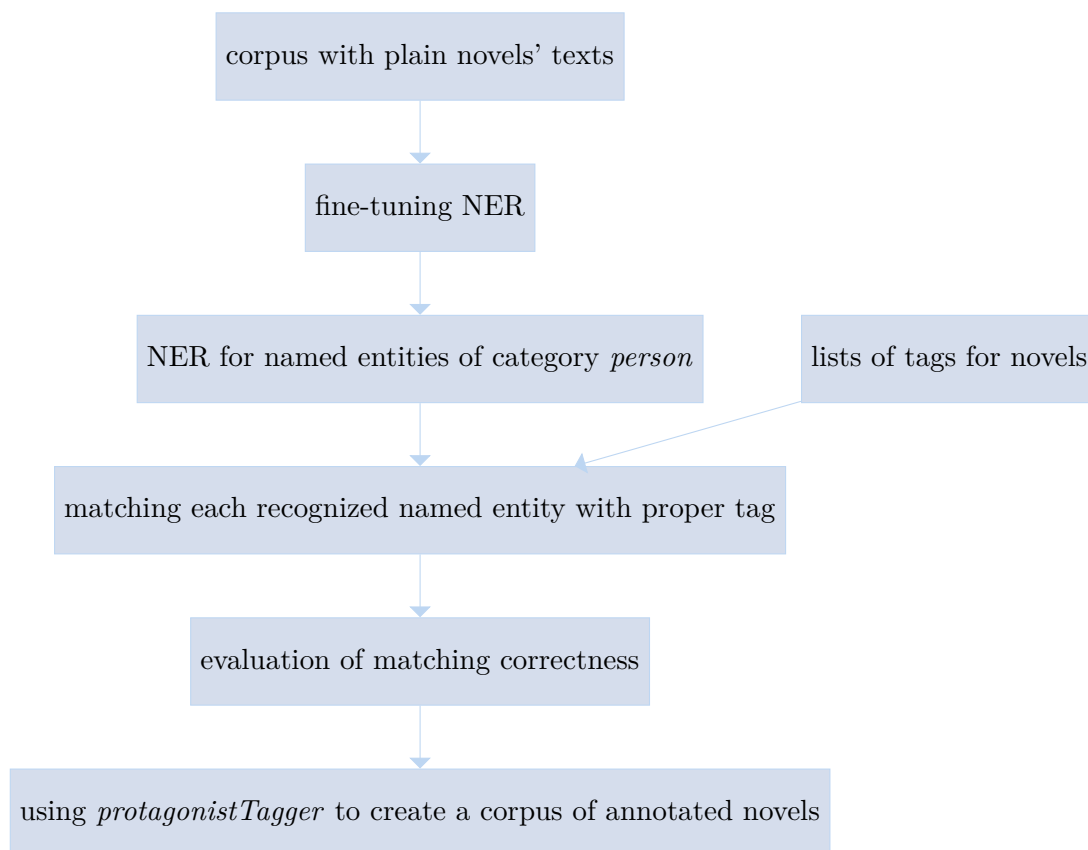 corpus with plain novels’ texts
fine-tuning NER
NER for named entities of category person
lists of tags for novels
matching each recognized named entity with proper tag
evaluation of matching correctness
using protagonistTagger to create a corpus of annotated novels